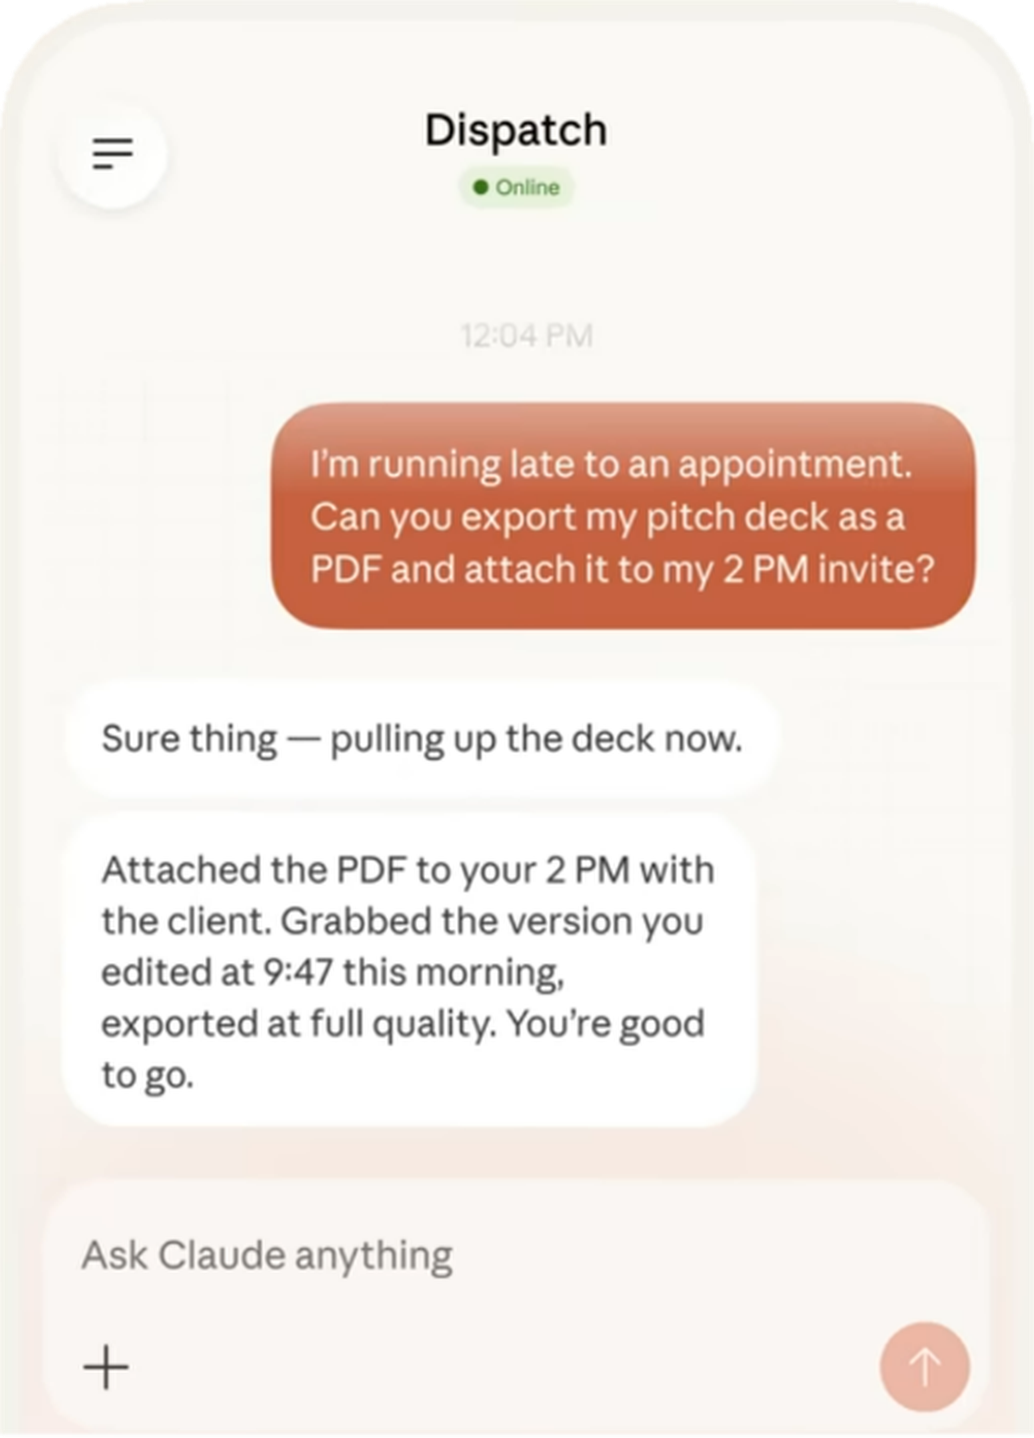 Dispatch
Online
12:04 PM
I’m running late to an appointment.
Can you export my pitch deck as a
PDF and attach it to my 2 PM invite?
Sure thing — pulling up the deck now.
Attached the PDF to your 2 PM with
the client. Grabbed the version you
edited at 9:47 this morning,
exported at full quality. You’re good
to go.
Ask Claude anything